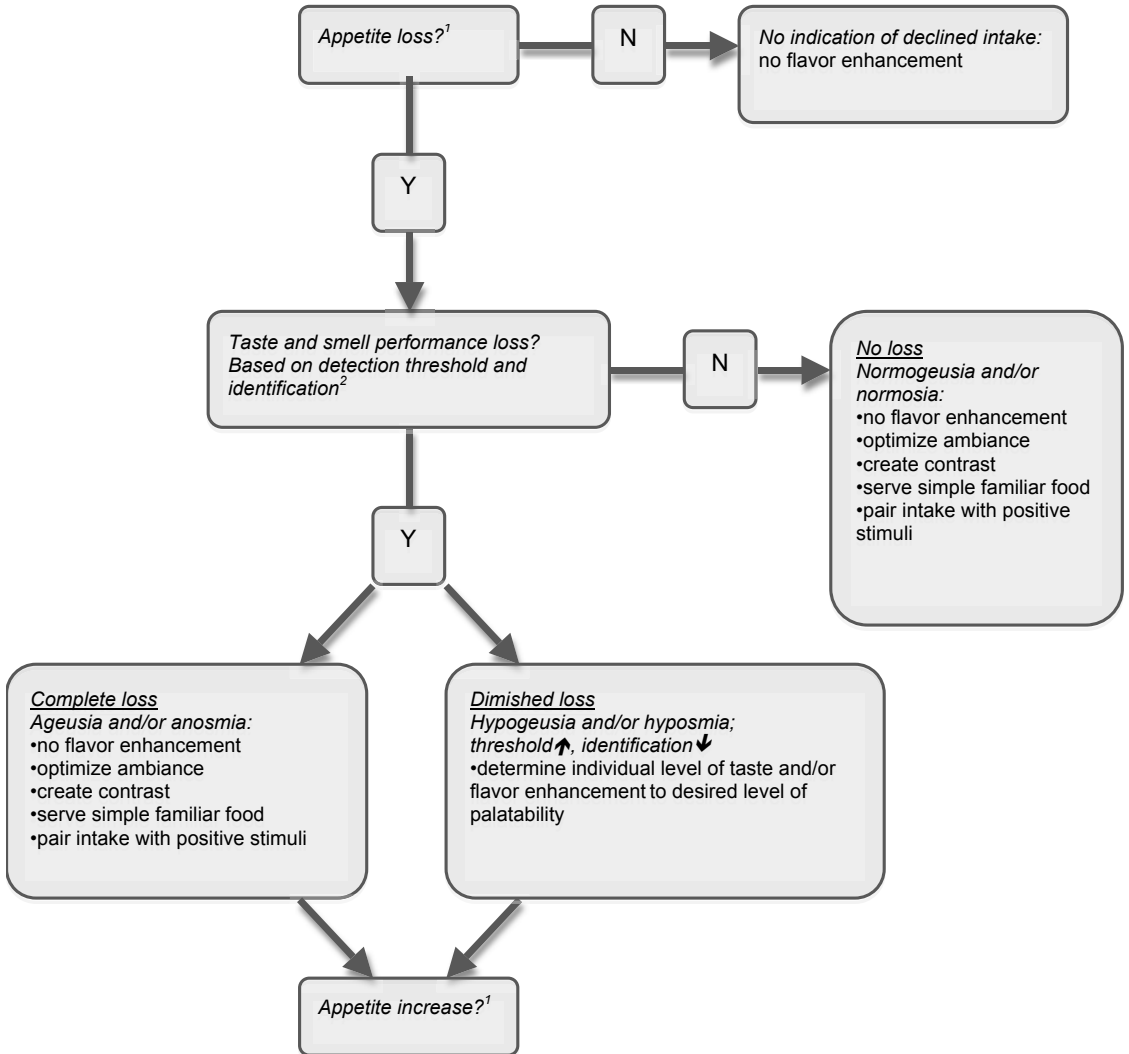 Appetite loss?1
N
No indication of declined intake:
no flavor enhancement
Y
Taste and smell performance loss?
Based on detection threshold and
identification2
N
No loss
Normogeusia and/or
normosia:
•no flavor enhancement
•optimize ambiance
•create contrast
•serve simple familiar food
•pair intake with positive
stimuli
Y
Complete loss
Ageusia and/or anosmia:
•no flavor enhancement
•optimize ambiance
•create contrast
•serve simple familiar food
•pair intake with positive stimuli
Dimished loss
Hypogeusia and/or hyposmia;
threshold↑, identification↓
•determine individual level of taste and/or
flavor enhancement to desired level of
palatability
Appetite increase?1